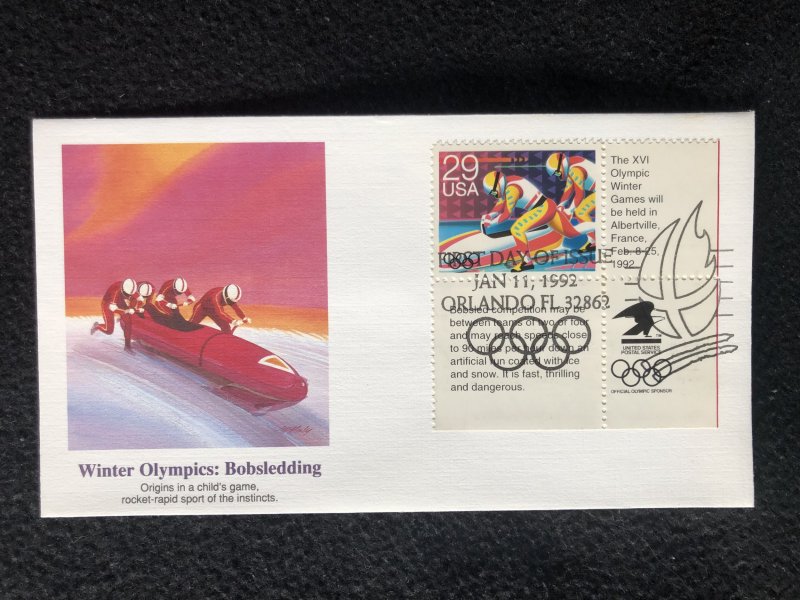 29
USA
The XVI
Olympic
Winter
Games will
be held in
Albertville,
France,
Feb. 8-25,
1992.
FIRST DAY OF ISSUE
JAN 11, 1992
ORLANDO FL 32862
Bobsled competition may be
between teams of two or four
and may reach speeds close
to 90 miles per hour down an
artificial run coated with ice
and snow. It is fast, thrilling
and dangerous.
UNITED STATES
POSTAL SERVICE
OFFICIAL OLYMPIC SPONSOR
Winter Olympics: Bobsledding
Origins in a child's game,
rocket-rapid sport of the instincts.